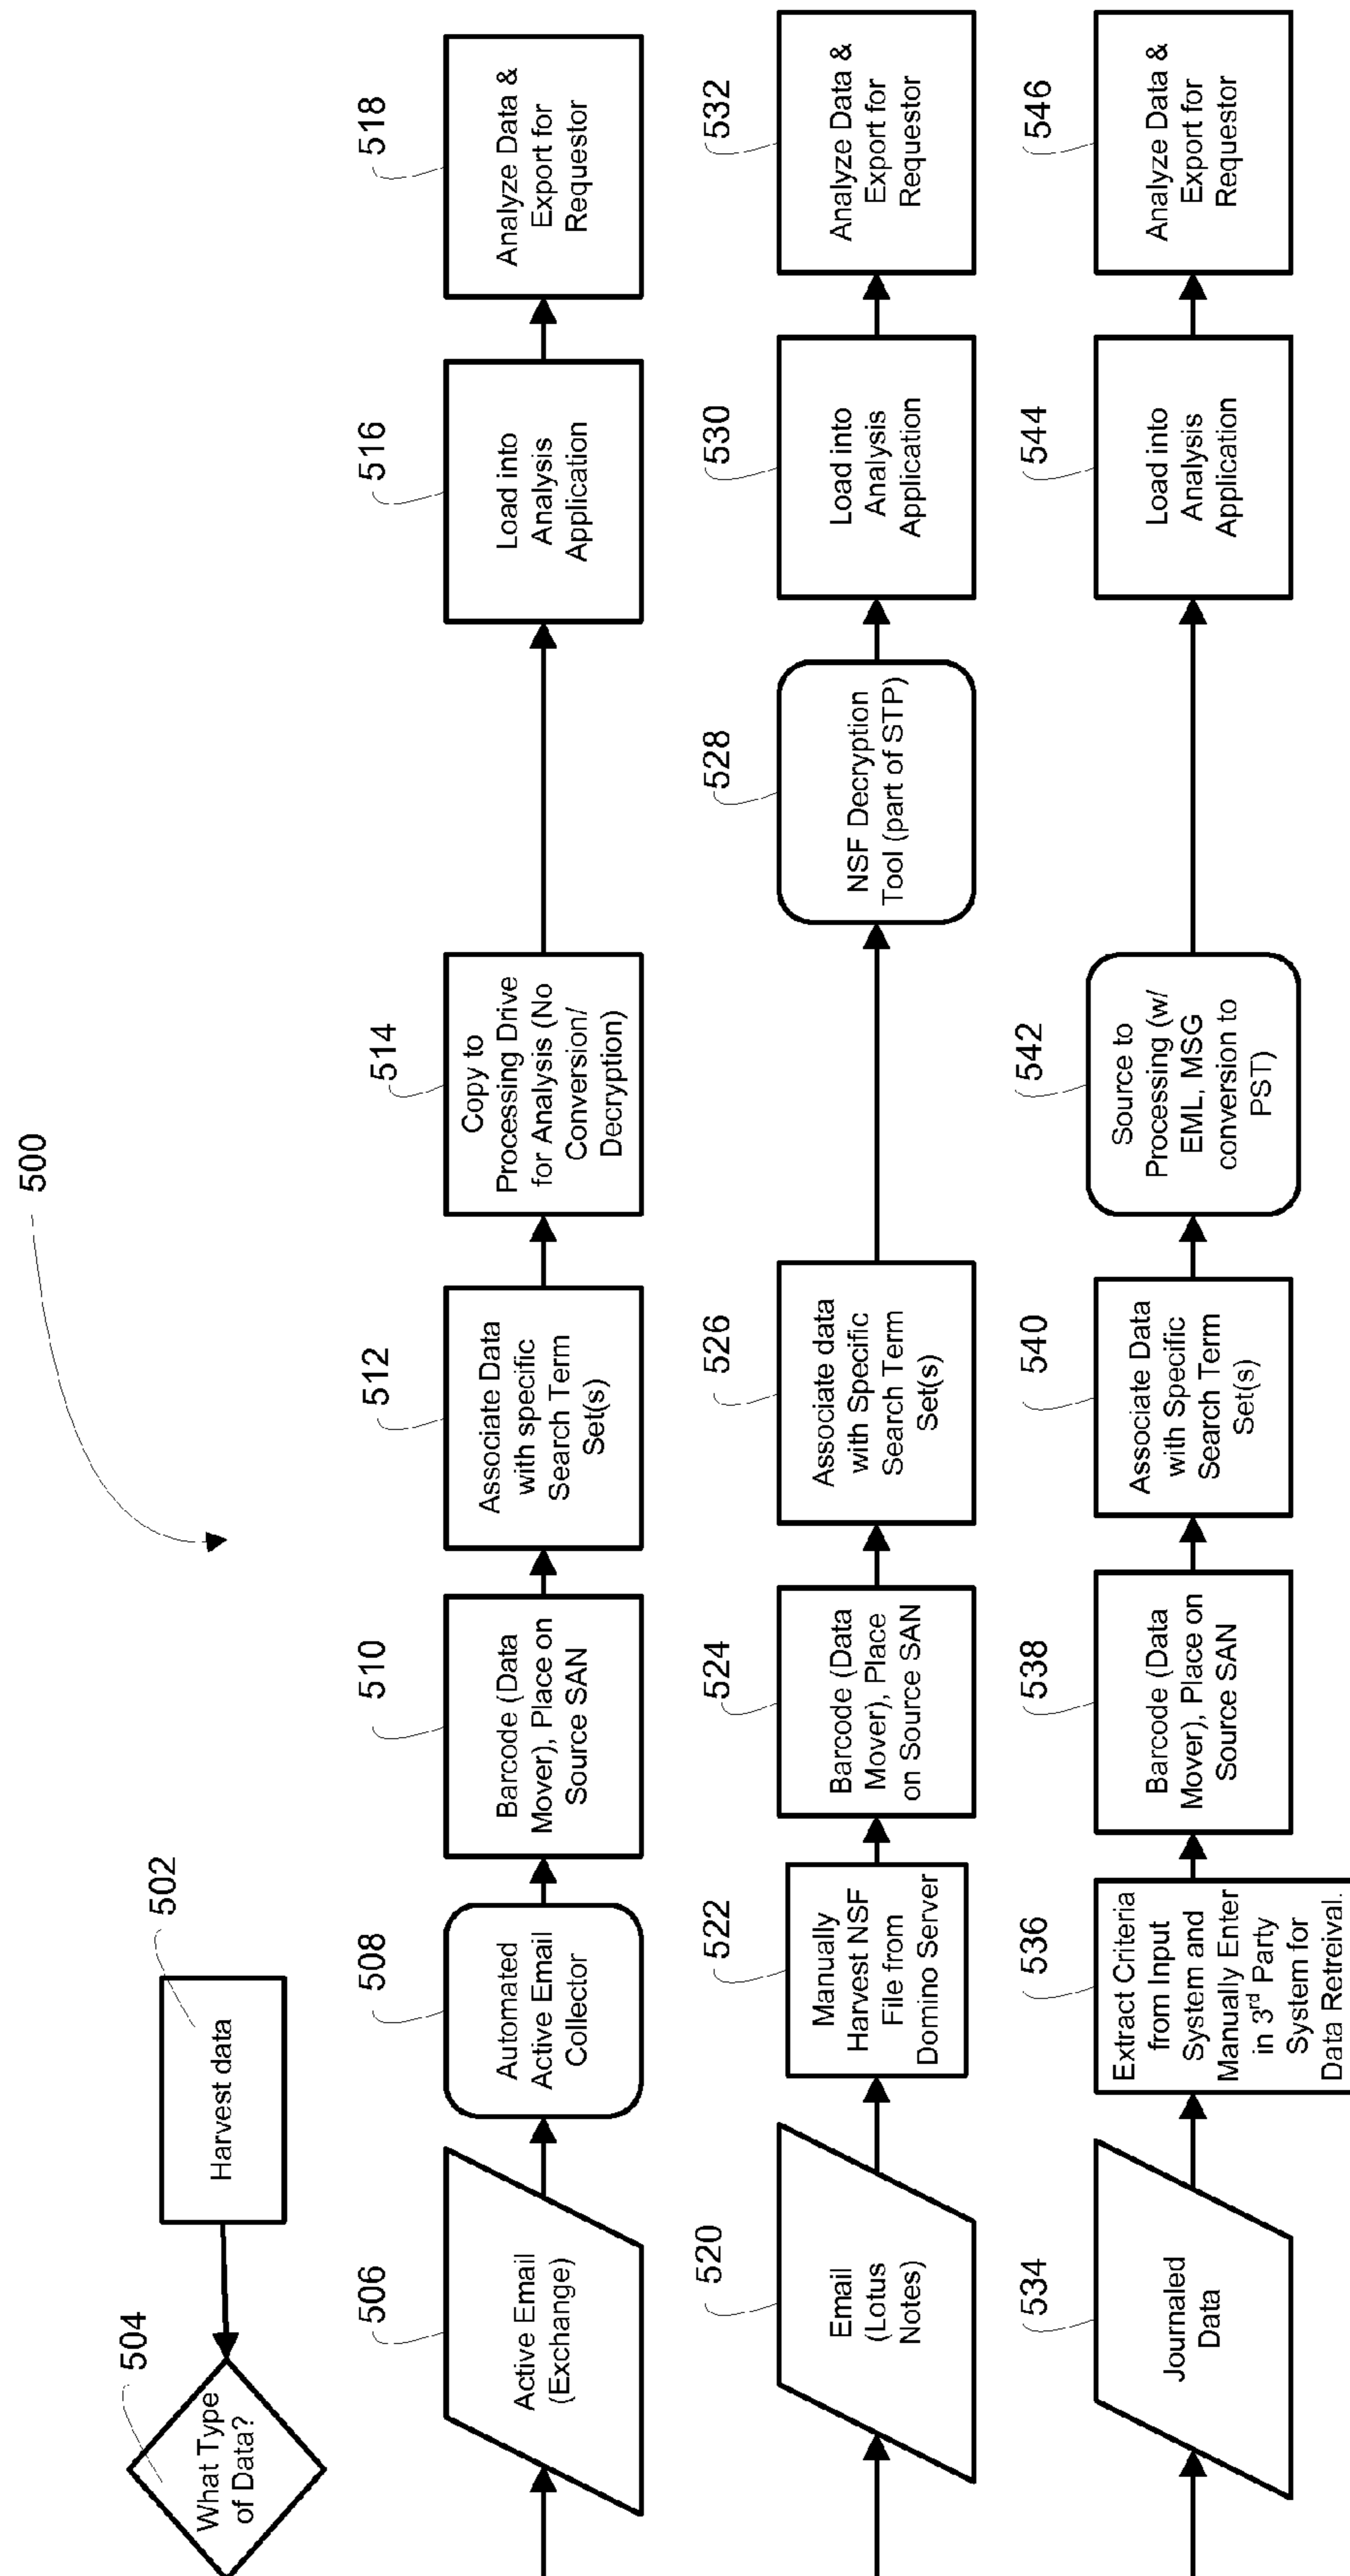 500
502
Harvest data
504
What Type
of Data?
506
Active Email
(Exchange)
508
Automated
Active Email
Collector
510
Barcode (Data
Mover), Place on
Source SAN
512
Associate Data
with specific
Search Term
Set(s)
514
Copy to
Processing Drive
for Analysis (No
Conversion/
Decryption)
516
Load into
Analysis
Application
518
Analyze Data &
Export for
Requestor
520
Email
(Lotus
Notes)
522
Manually
Harvest NSF
File from
Domino Server
524
Barcode (Data
Mover), Place
on Source SAN
526
Associate data
with Specific
Search Term
Set(s)
528
NSF Decryption
Tool (part of STP)
530
Load into
Analysis
Application
532
Analyze Data &
Export for
Requestor
534
Journaled
Data
536
Extract Criteria
from Input
System and
Manually Enter
in 3rd Party
System for
Data Retreival.
538
Barcode (Data
Mover), Place on
Source SAN
540
Associate Data
with Specific
Search Term
Set(s)
542
Source to
Processing (w/
EML, MSG
conversion to
PST)
544
Load into
Analysis
Application
546
Analyze Data &
Export for
Requestor